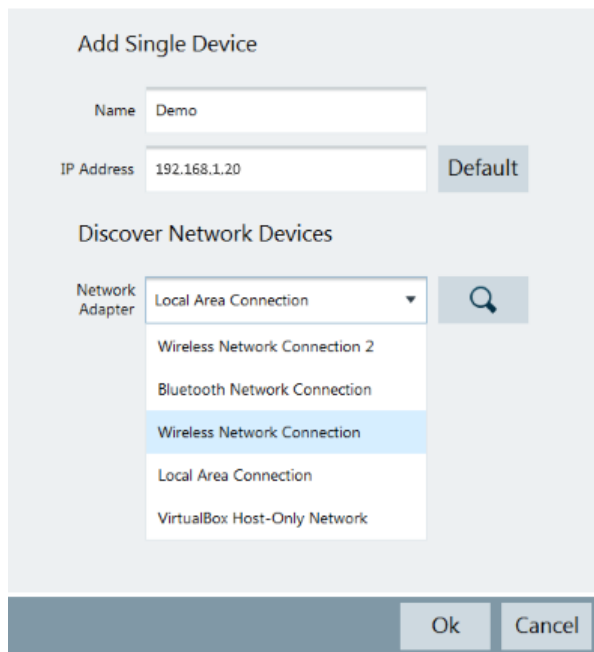 Add Single Device
Name
Demo
IP Address
192.168.1.20
Default
Discover Network Devices
Network
Adapter
Local Area Connection
Wireless Network Connection 2
Bluetooth Network Connection
Wireless Network Connection
Local Area Connection
VirtualBox Host-Only Network
Ok
Cancel